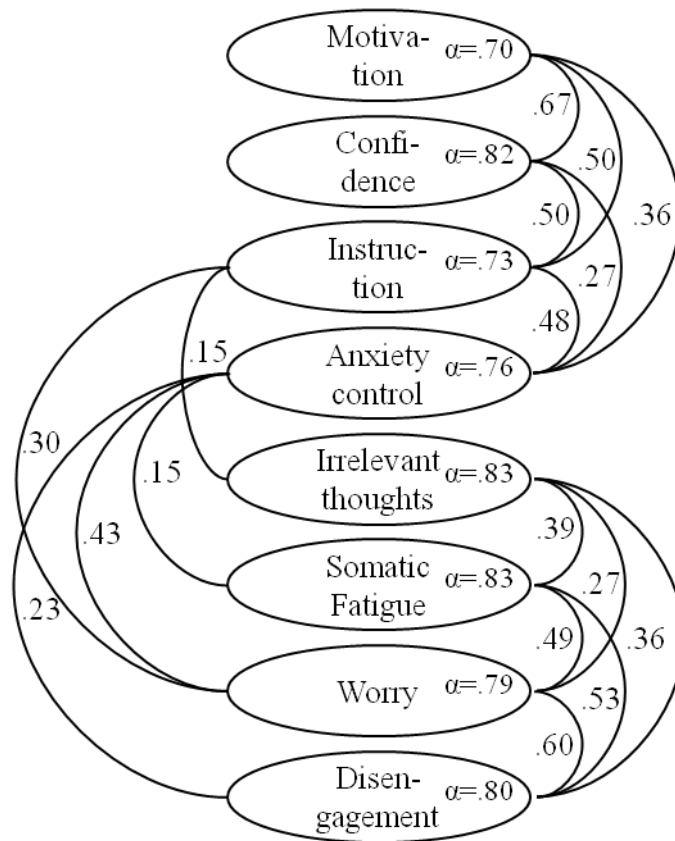 Motiva-
tion
α=.70
.67
Confi-
dence
α=.82
.50
.50
.36
Instruc-
tion
α=.73
.27
.48
.15
Anxiety
control
α=.76
.30
.15
Irrelevant
thoughts
α=.83
.39
.43
Somatic
Fatigue
α=.83
.27
.23
.49
.36
Worry
α=.79
.53
.60
Disen-
gagement
α=.80